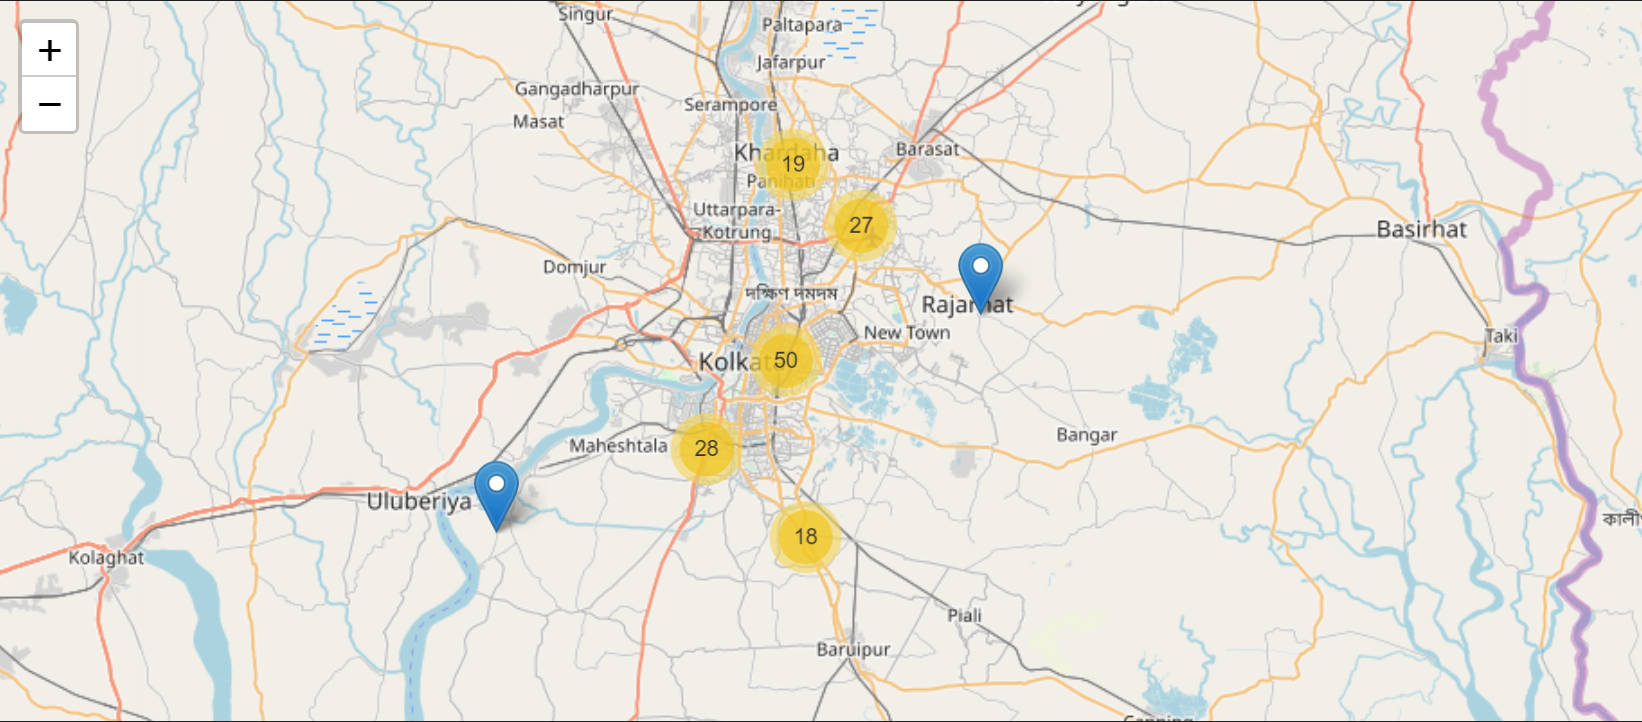 +
−
Singur
Paltapara
Jafarpur
Gangadharpur
Serampore
Masat
Khardaha
19
Barasat
Panihati
Uttarpara-
Kotrung
27
Basirhat
Domjur
দক্ষিণ দমদম
Rajarhat
New Town
Taki
Kolkata
50
Bangar
Maheshtala
28
Uluberiya
18
Kolaghat
Piali
Baruipur